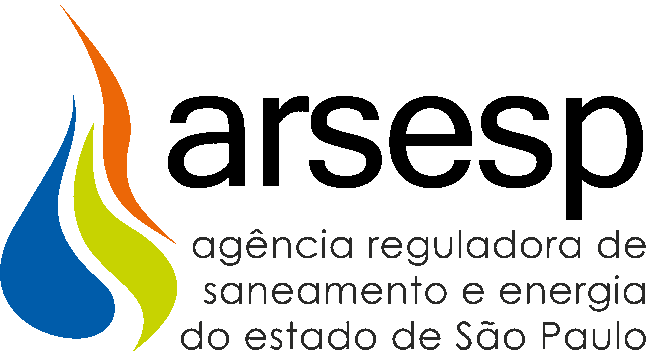 arsesp
agência reguladora de
saneamento e energia
do estado de São Paulo